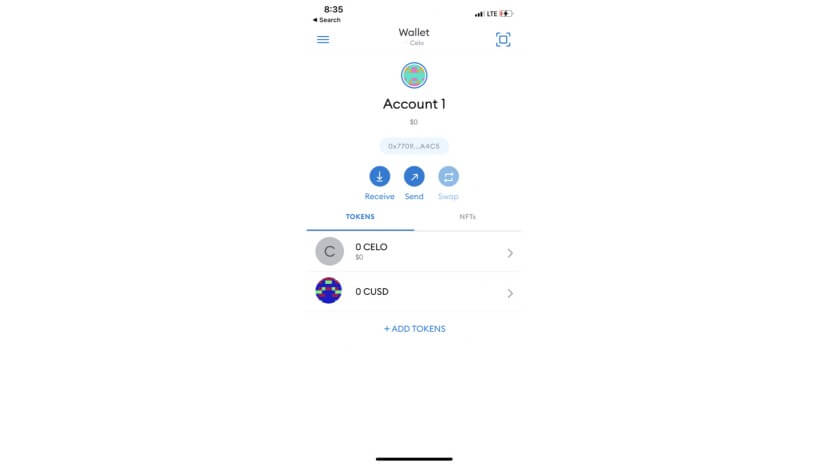 8:35
LTE
Search
Wallet
Celo
Account 1
$0
0x7709...A4C5
Receive
Send
Swap
TOKENS
NFTs
C
0 CELO
$0
0 CUSD
+ ADD TOKENS